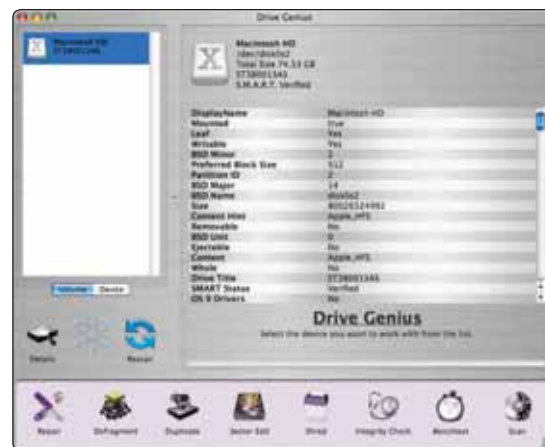 Drive Genius
Macintosh HD
ST380013AS
Macintosh HD
/dev/disk0s2
Total Size 74.53 GB
ST380013AS
S.M.A.R.T. Verified
DisplayName Macintosh HD
Mounted true
Leaf Yes
Writable Yes
BSD Minor 2
Preferred Block Size 512
Partition ID 2
BSD Major 14
BSD Name disk0s2
Size
Content Hint Apple_HFS
Removable No
BSD Unit 0
Ejectable No
Content Apple_HFS
Whole No
Drive Title ST380013AS
SMART Status Verified
OS 9 Drivers No
Volume Device
Details
Rescan
Drive Genius
Select the device you want to work with from the list.
Repair
Defragment
Duplicate
Sector Edit
Shred
Integrity Check
Benchtest
Scan